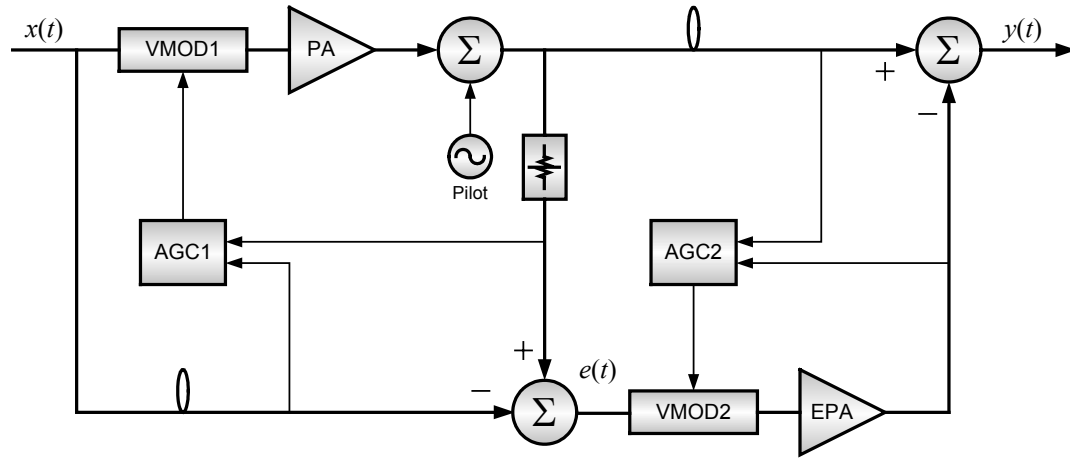 x(t)
VMOD1
PA
Σ
Σ
y(t)
+
−
Pilot
AGC1
AGC2
+
−
Σ
e(t)
VMOD2
EPA